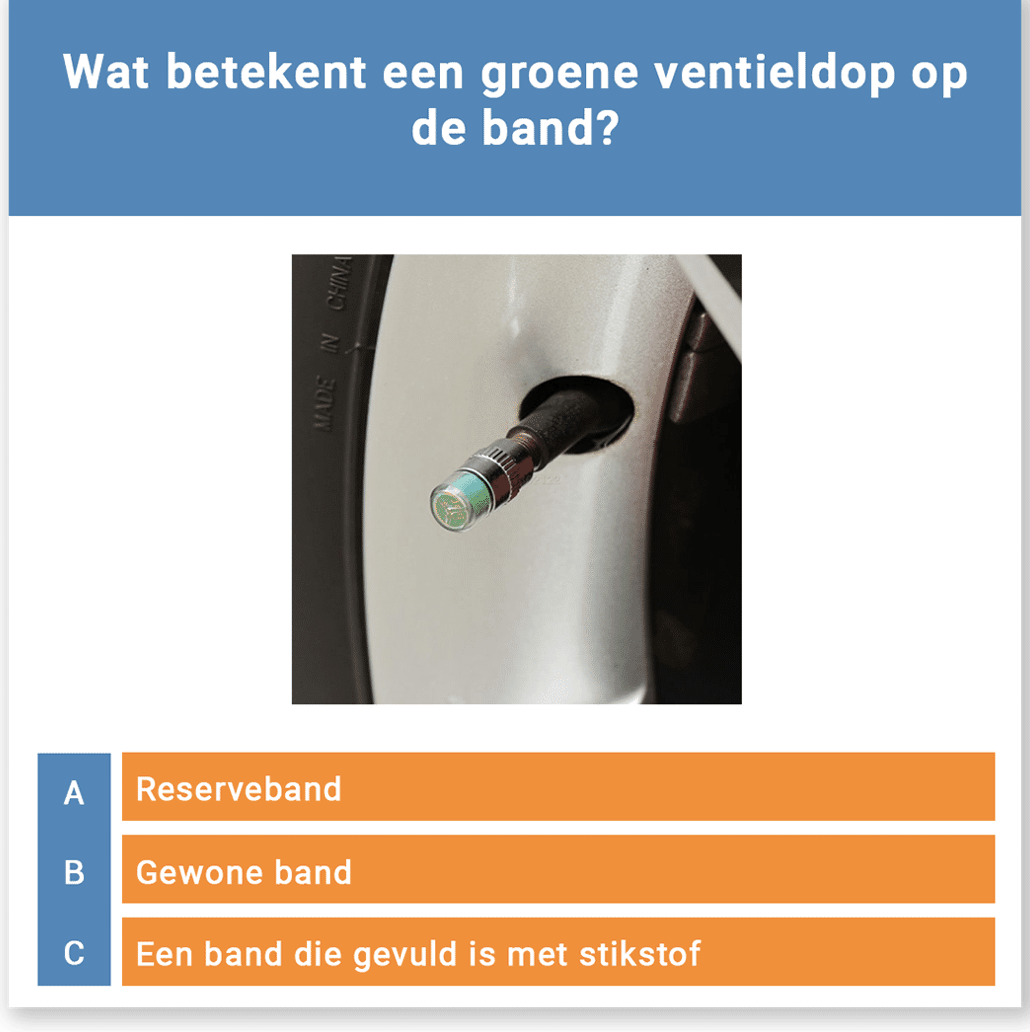 Wat betekent een groene ventieldop op
de band?
MADE IN CHINA
A
Reserveband
B
Gewone band
C
Een band die gevuld is met stikstof